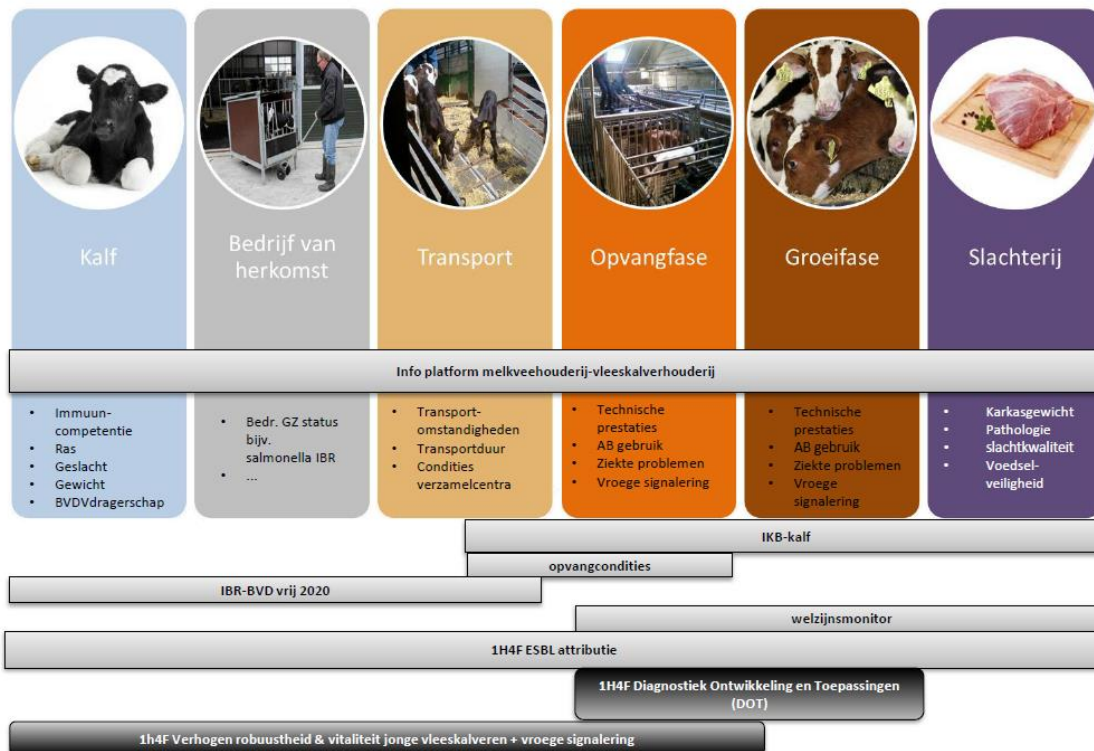 Kalf
Bedrijf van
herkomst
Transport
Opvangfase
Groeifase
Slachterij
Info platform melkveehouderij-vleeskalverhouderij
• Immuun-
competentie
• Ras
• Geslacht
• Gewicht
• BVDVdragerschap
• Bedr. GZ status
bijv.
salmonella IBR
• ...
• Transport-
omstandigheden
• Transportduur
• Condities
verzamelcentra
• Technische
prestaties
• AB gebruik
• Ziekte problemen
• Vroege signalering
• Technische
prestaties
• AB gebruik
• Ziekte problemen
• Vroege
signalering
• Karkasgewicht
• Pathologie
• slachtkwaliteit
• Voedsel-
veiligheid
IKB-kalf
opvangcondities
IBR-BVD vrij 2020
welzijnsmonitor
1H4F ESBL attributie
1H4F Diagnostiek Ontwikkeling en Toepassingen
(DOT)
1h4F Verhogen robuustheid & vitaliteit jonge vleeskalveren + vroege signalering